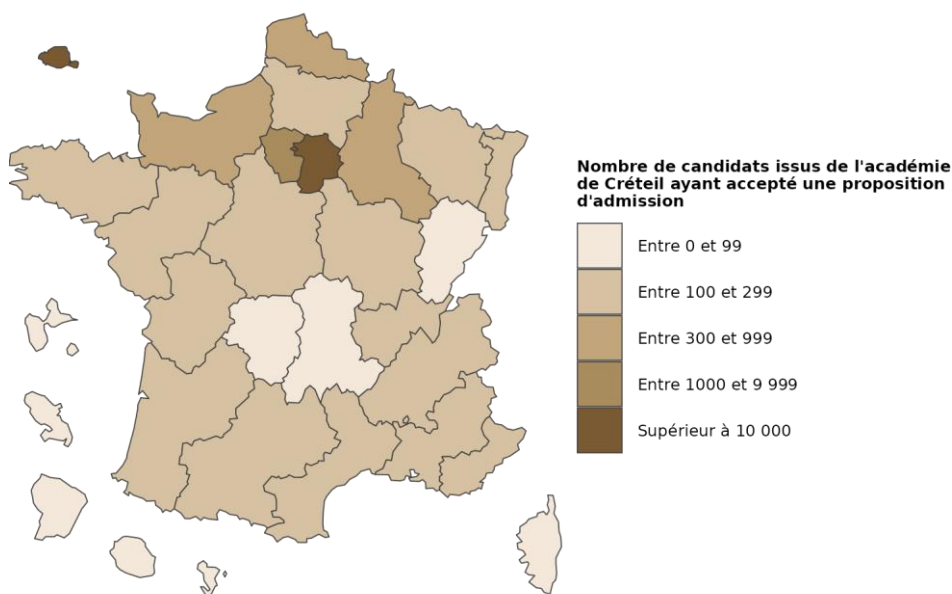 Nombre de candidats issus de l'académie
de Créteil ayant accepté une proposition
d'admission
Entre 0 et 99
Entre 100 et 299
Entre 300 et 999
Entre 1000 et 9 999
Supérieur à 10 000